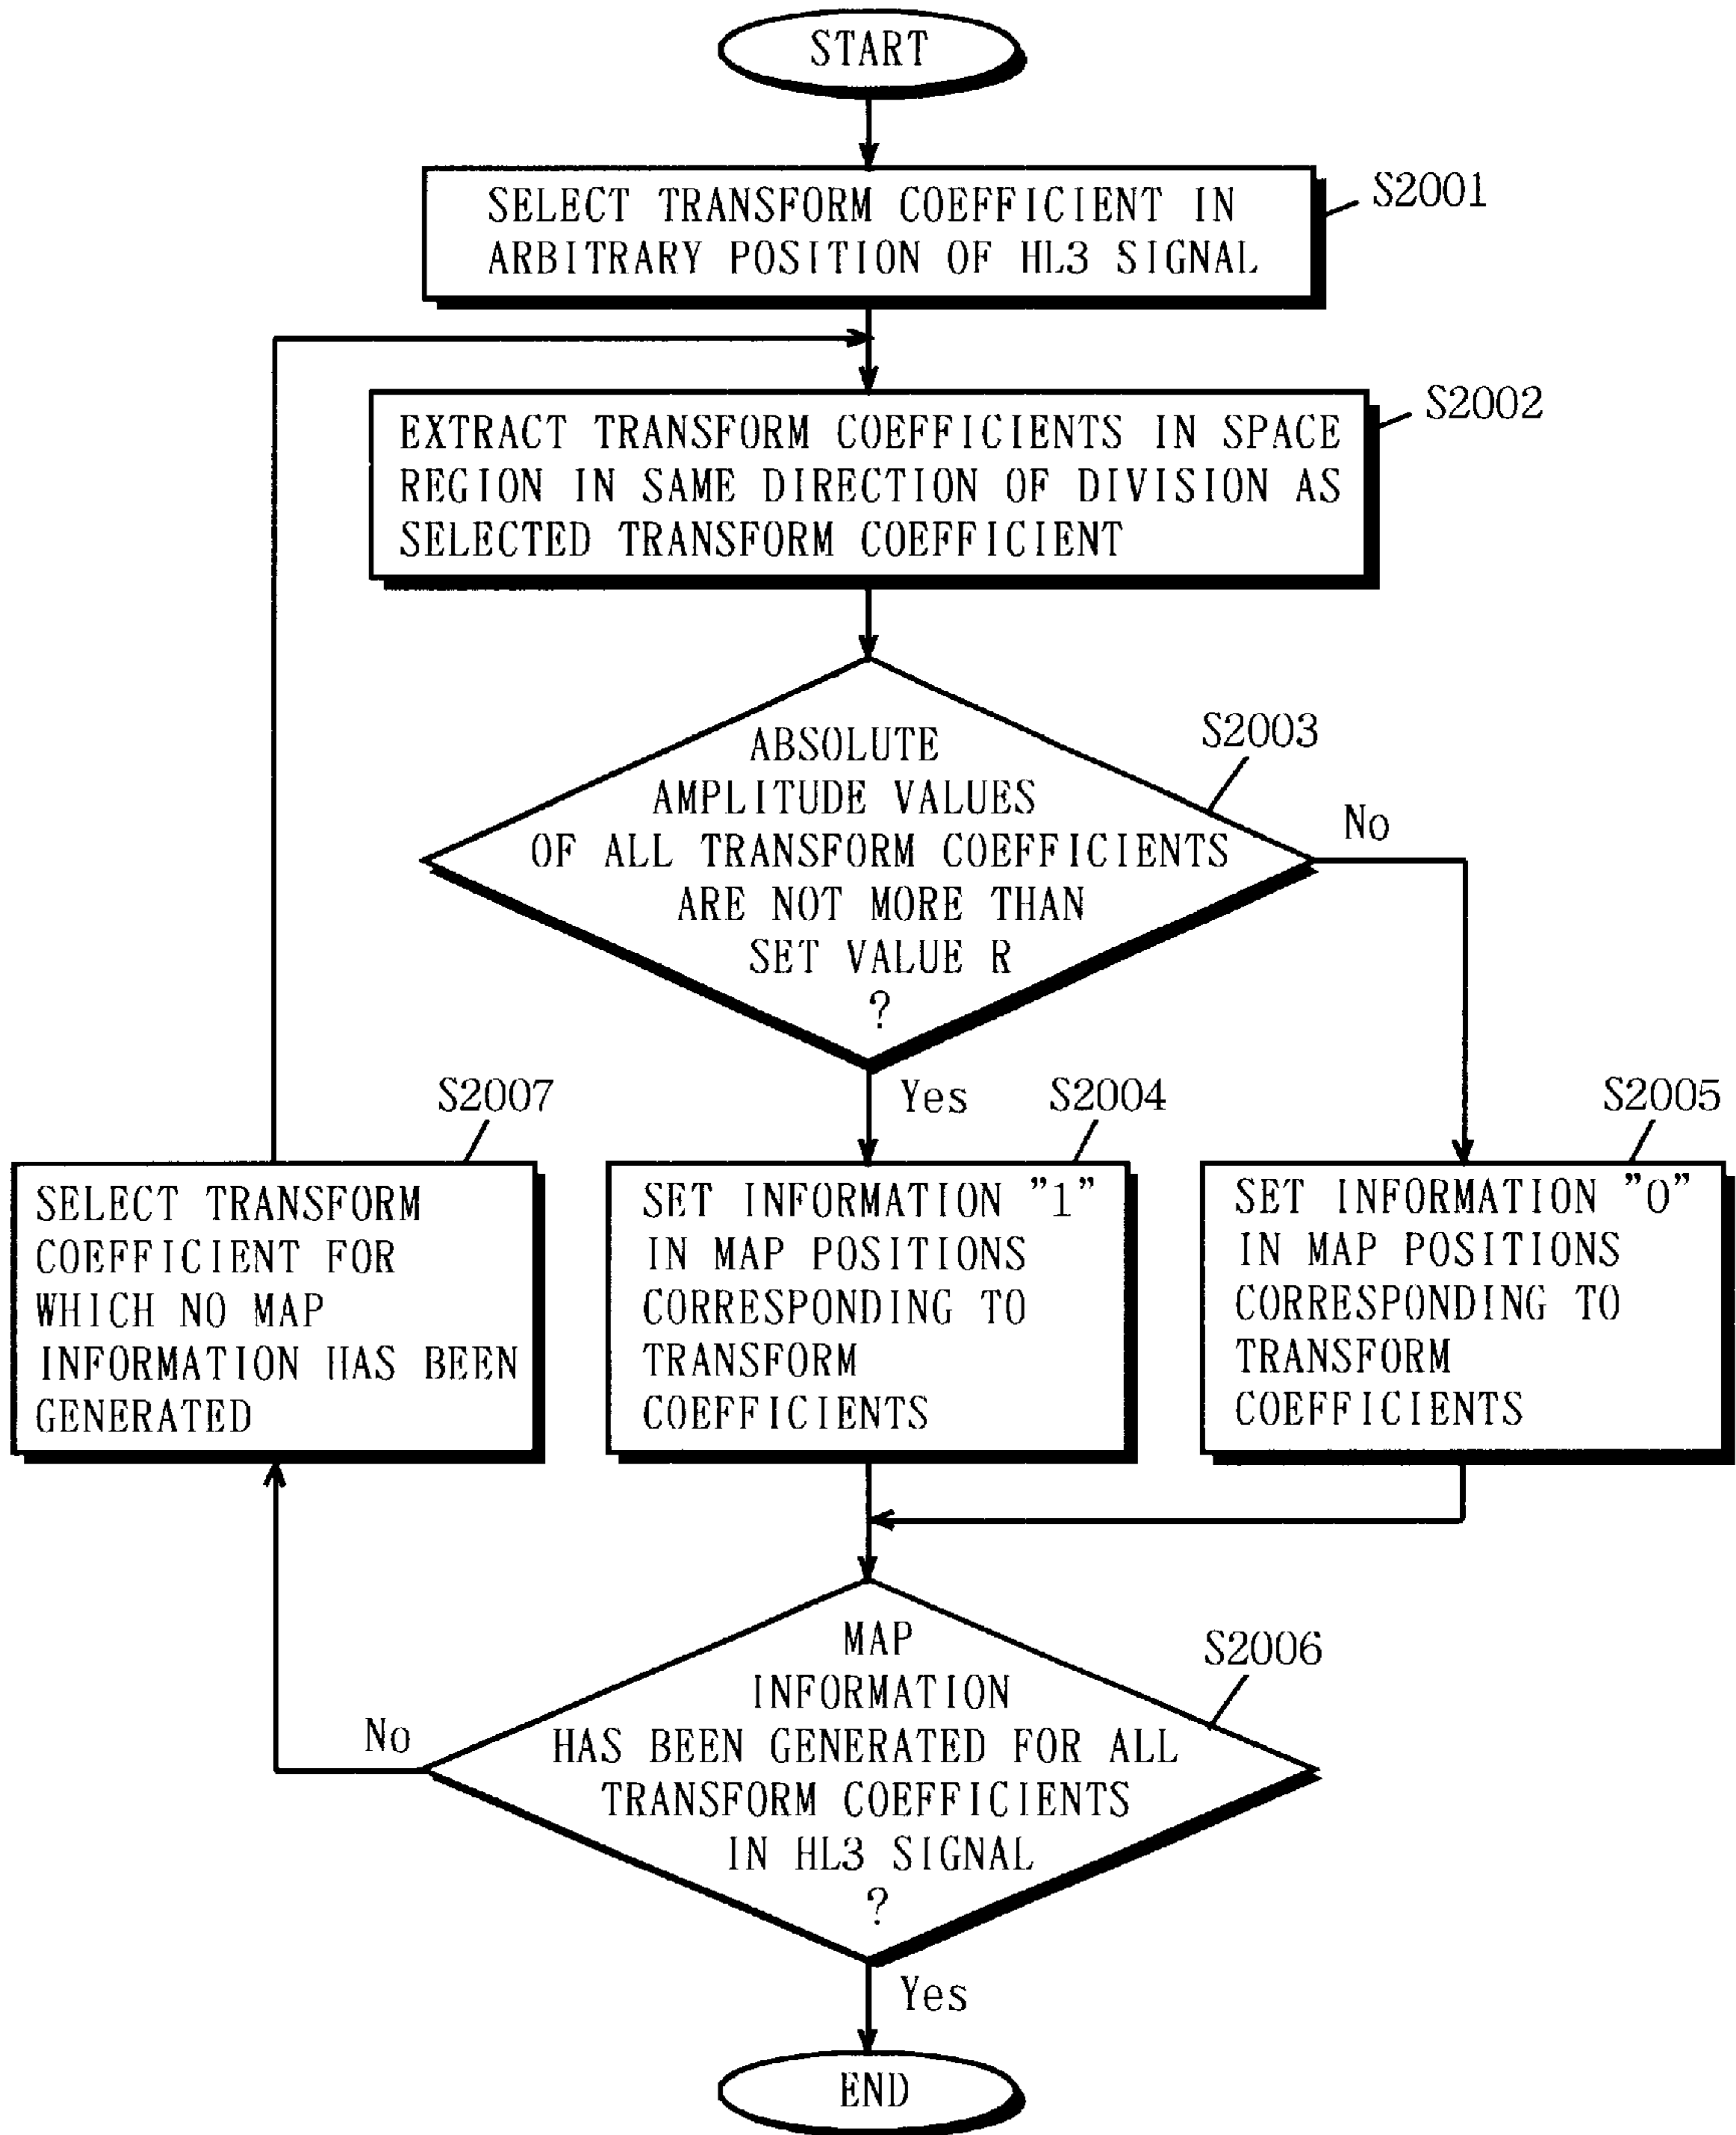 START
S2001
SELECT TRANSFORM COEFFICIENT IN
ARBITRARY POSITION OF HL3 SIGNAL
S2002
EXTRACT TRANSFORM COEFFICIENTS IN SPACE
REGION IN SAME DIRECTION OF DIVISION AS
SELECTED TRANSFORM COEFFICIENT
S2003
ABSOLUTE
AMPLITUDE VALUES
OF ALL TRANSFORM COEFFICIENTS
ARE NOT MORE THAN
SET VALUE R
?
No
Yes
S2007
SELECT TRANSFORM
COEFFICIENT FOR
WHICH NO MAP
INFORMATION HAS BEEN
GENERATED
S2004
SET INFORMATION "1"
IN MAP POSITIONS
CORRESPONDING TO
TRANSFORM
COEFFICIENTS
S2005
SET INFORMATION "0"
IN MAP POSITIONS
CORRESPONDING TO
TRANSFORM
COEFFICIENTS
S2006
MAP
INFORMATION
HAS BEEN GENERATED FOR ALL
TRANSFORM COEFFICIENTS
IN HL3 SIGNAL
?
No
Yes
END